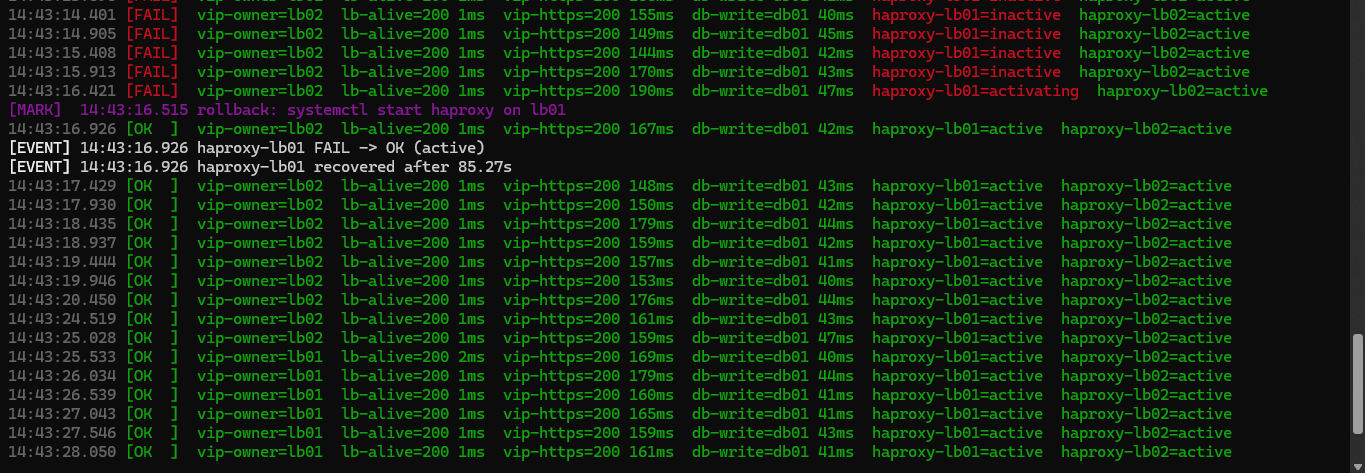 14:43:14.401 [FAIL]  vip-owner=lb02  lb-alive=200 1ms  vip-https=200 155ms  db-write=db01 40ms  haproxy-lb01=inactive  haproxy-lb02=active
14:43:14.905 [FAIL]  vip-owner=lb02  lb-alive=200 1ms  vip-https=200 149ms  db-write=db01 45ms  haproxy-lb01=inactive  haproxy-lb02=active
14:43:15.408 [FAIL]  vip-owner=lb02  lb-alive=200 1ms  vip-https=200 144ms  db-write=db01 42ms  haproxy-lb01=inactive  haproxy-lb02=active
14:43:15.913 [FAIL]  vip-owner=lb02  lb-alive=200 1ms  vip-https=200 170ms  db-write=db01 43ms  haproxy-lb01=inactive  haproxy-lb02=active
14:43:16.421 [FAIL]  vip-owner=lb02  lb-alive=200 1ms  vip-https=200 190ms  db-write=db01 47ms  haproxy-lb01=activating  haproxy-lb02=active
[MARK]  14:43:16.515 rollback: systemctl start haproxy on lb01
14:43:16.926 [OK  ]  vip-owner=lb02  lb-alive=200 1ms  vip-https=200 167ms  db-write=db01 42ms  haproxy-lb01=active  haproxy-lb02=active
[EVENT] 14:43:16.926 haproxy-lb01 FAIL -> OK (active)
[EVENT] 14:43:16.926 haproxy-lb01 recovered after 85.27s
14:43:17.429 [OK  ]  vip-owner=lb02  lb-alive=200 1ms  vip-https=200 148ms  db-write=db01 43ms  haproxy-lb01=active  haproxy-lb02=active
14:43:17.930 [OK  ]  vip-owner=lb02  lb-alive=200 1ms  vip-https=200 150ms  db-write=db01 42ms  haproxy-lb01=active  haproxy-lb02=active
14:43:18.435 [OK  ]  vip-owner=lb02  lb-alive=200 1ms  vip-https=200 179ms  db-write=db01 44ms  haproxy-lb01=active  haproxy-lb02=active
14:43:18.937 [OK  ]  vip-owner=lb02  lb-alive=200 1ms  vip-https=200 159ms  db-write=db01 42ms  haproxy-lb01=active  haproxy-lb02=active
14:43:19.444 [OK  ]  vip-owner=lb02  lb-alive=200 1ms  vip-https=200 157ms  db-write=db01 41ms  haproxy-lb01=active  haproxy-lb02=active
14:43:19.946 [OK  ]  vip-owner=lb02  lb-alive=200 1ms  vip-https=200 153ms  db-write=db01 40ms  haproxy-lb01=active  haproxy-lb02=active
14:43:20.450 [OK  ]  vip-owner=lb02  lb-alive=200 1ms  vip-https=200 176ms  db-write=db01 44ms  haproxy-lb01=active  haproxy-lb02=active
14:43:24.519 [OK  ]  vip-owner=lb02  lb-alive=200 1ms  vip-https=200 161ms  db-write=db01 43ms  haproxy-lb01=active  haproxy-lb02=active
14:43:25.028 [OK  ]  vip-owner=lb02  lb-alive=200 1ms  vip-https=200 159ms  db-write=db01 47ms  haproxy-lb01=active  haproxy-lb02=active
14:43:25.533 [OK  ]  vip-owner=lb01  lb-alive=200 2ms  vip-https=200 169ms  db-write=db01 40ms  haproxy-lb01=active  haproxy-lb02=active
14:43:26.034 [OK  ]  vip-owner=lb01  lb-alive=200 1ms  vip-https=200 179ms  db-write=db01 44ms  haproxy-lb01=active  haproxy-lb02=active
14:43:26.539 [OK  ]  vip-owner=lb01  lb-alive=200 1ms  vip-https=200 160ms  db-write=db01 41ms  haproxy-lb01=active  haproxy-lb02=active
14:43:27.043 [OK  ]  vip-owner=lb01  lb-alive=200 1ms  vip-https=200 165ms  db-write=db01 41ms  haproxy-lb01=active  haproxy-lb02=active
14:43:27.546 [OK  ]  vip-owner=lb01  lb-alive=200 1ms  vip-https=200 159ms  db-write=db01 43ms  haproxy-lb01=active  haproxy-lb02=active
14:43:28.050 [OK  ]  vip-owner=lb01  lb-alive=200 1ms  vip-https=200 161ms  db-write=db01 41ms  haproxy-lb01=active  haproxy-lb02=active